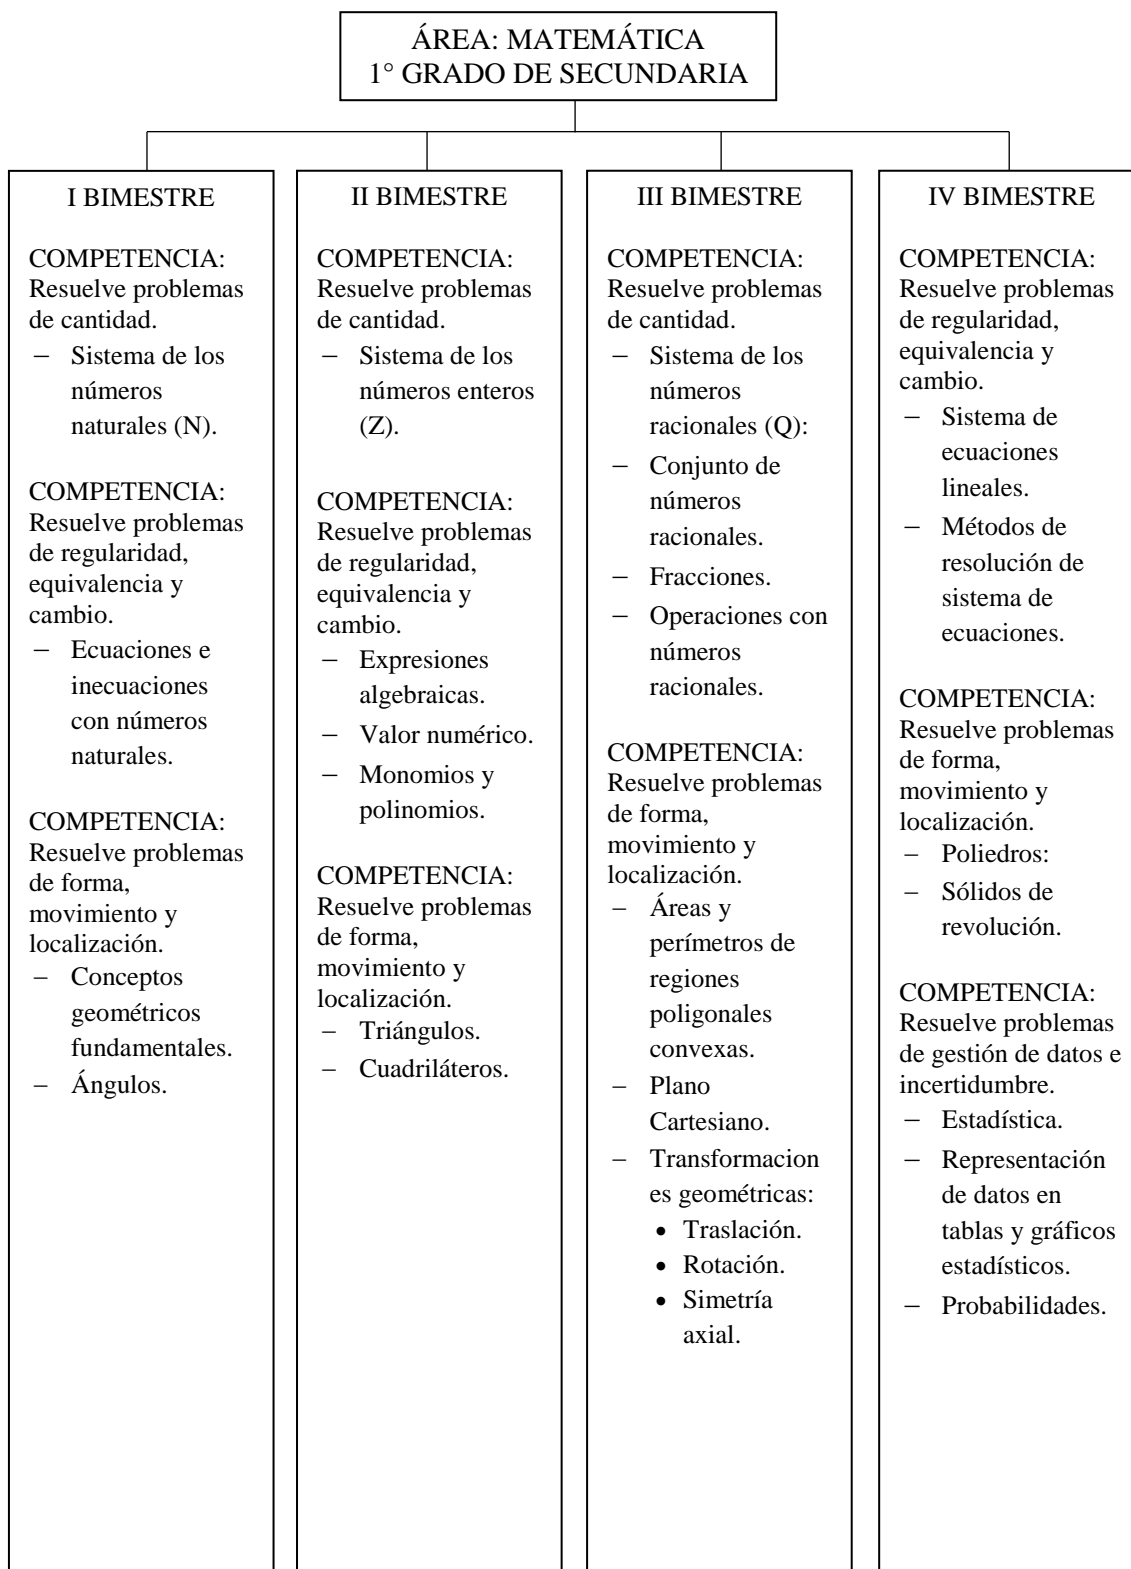 ÁREA: MATEMÁTICA
1° GRADO DE SECUNDARIA
I BIMESTRE
COMPETENCIA:
Resuelve problemas
de cantidad.
– Sistema de los
números
naturales (N).
COMPETENCIA:
Resuelve problemas
de regularidad,
equivalencia y
cambio.
– Ecuaciones e
inecuaciones
con números
naturales.
COMPETENCIA:
Resuelve problemas
de forma,
movimiento y
localización.
– Conceptos
geométricos
fundamentales.
– Ángulos.
II BIMESTRE
COMPETENCIA:
Resuelve problemas
de cantidad.
– Sistema de los
números enteros
(Z).
COMPETENCIA:
Resuelve problemas
de regularidad,
equivalencia y
cambio.
– Expresiones
algebraicas.
– Valor numérico.
– Monomios y
polinomios.
COMPETENCIA:
Resuelve problemas
de forma,
movimiento y
localización.
– Triángulos.
– Cuadriláteros.
III BIMESTRE
COMPETENCIA:
Resuelve problemas
de cantidad.
– Sistema de los
números
racionales (Q):
– Conjunto de
números
racionales.
– Fracciones.
– Operaciones con
números
racionales.
COMPETENCIA:
Resuelve problemas
de forma,
movimiento y
localización.
– Áreas y
perímetros de
regiones
poligonales
convexas.
– Plano
Cartesiano.
– Transformacion
es geométricas:
• Traslación.
• Rotación.
• Simetría
axial.
IV BIMESTRE
COMPETENCIA:
Resuelve problemas
de regularidad,
equivalencia y
cambio.
– Sistema de
ecuaciones
lineales.
– Métodos de
resolución de
sistema de
ecuaciones.
COMPETENCIA:
Resuelve problemas
de forma,
movimiento y
localización.
– Poliedros:
– Sólidos de
revolución.
COMPETENCIA:
Resuelve problemas
de gestión de datos e
incertidumbre.
– Estadística.
– Representación
de datos en
tablas y gráficos
estadísticos.
– Probabilidades.